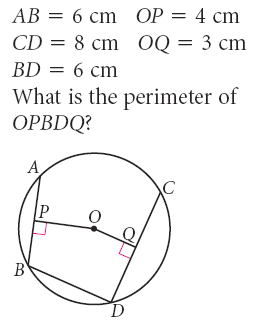 AB = 6 cm OP = 4 cm
CD = 8 cm OQ = 3 cm
BD = 6 cm
What is the perimeter of
OPBDQ?
A
C
P
O
Q
B
D